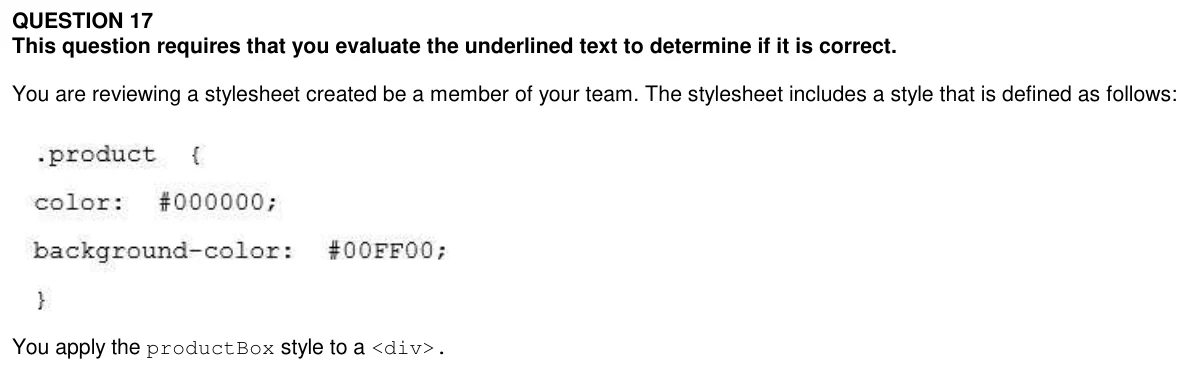 QUESTION 17
This question requires that you evaluate the underlined text to determine if it is correct.
You are reviewing a stylesheet created be a member of your team. The stylesheet includes a style that is defined as follows:
.product {
color: #000000;
background-color: #00FF00;
}
You apply the productBox style to a <div>.